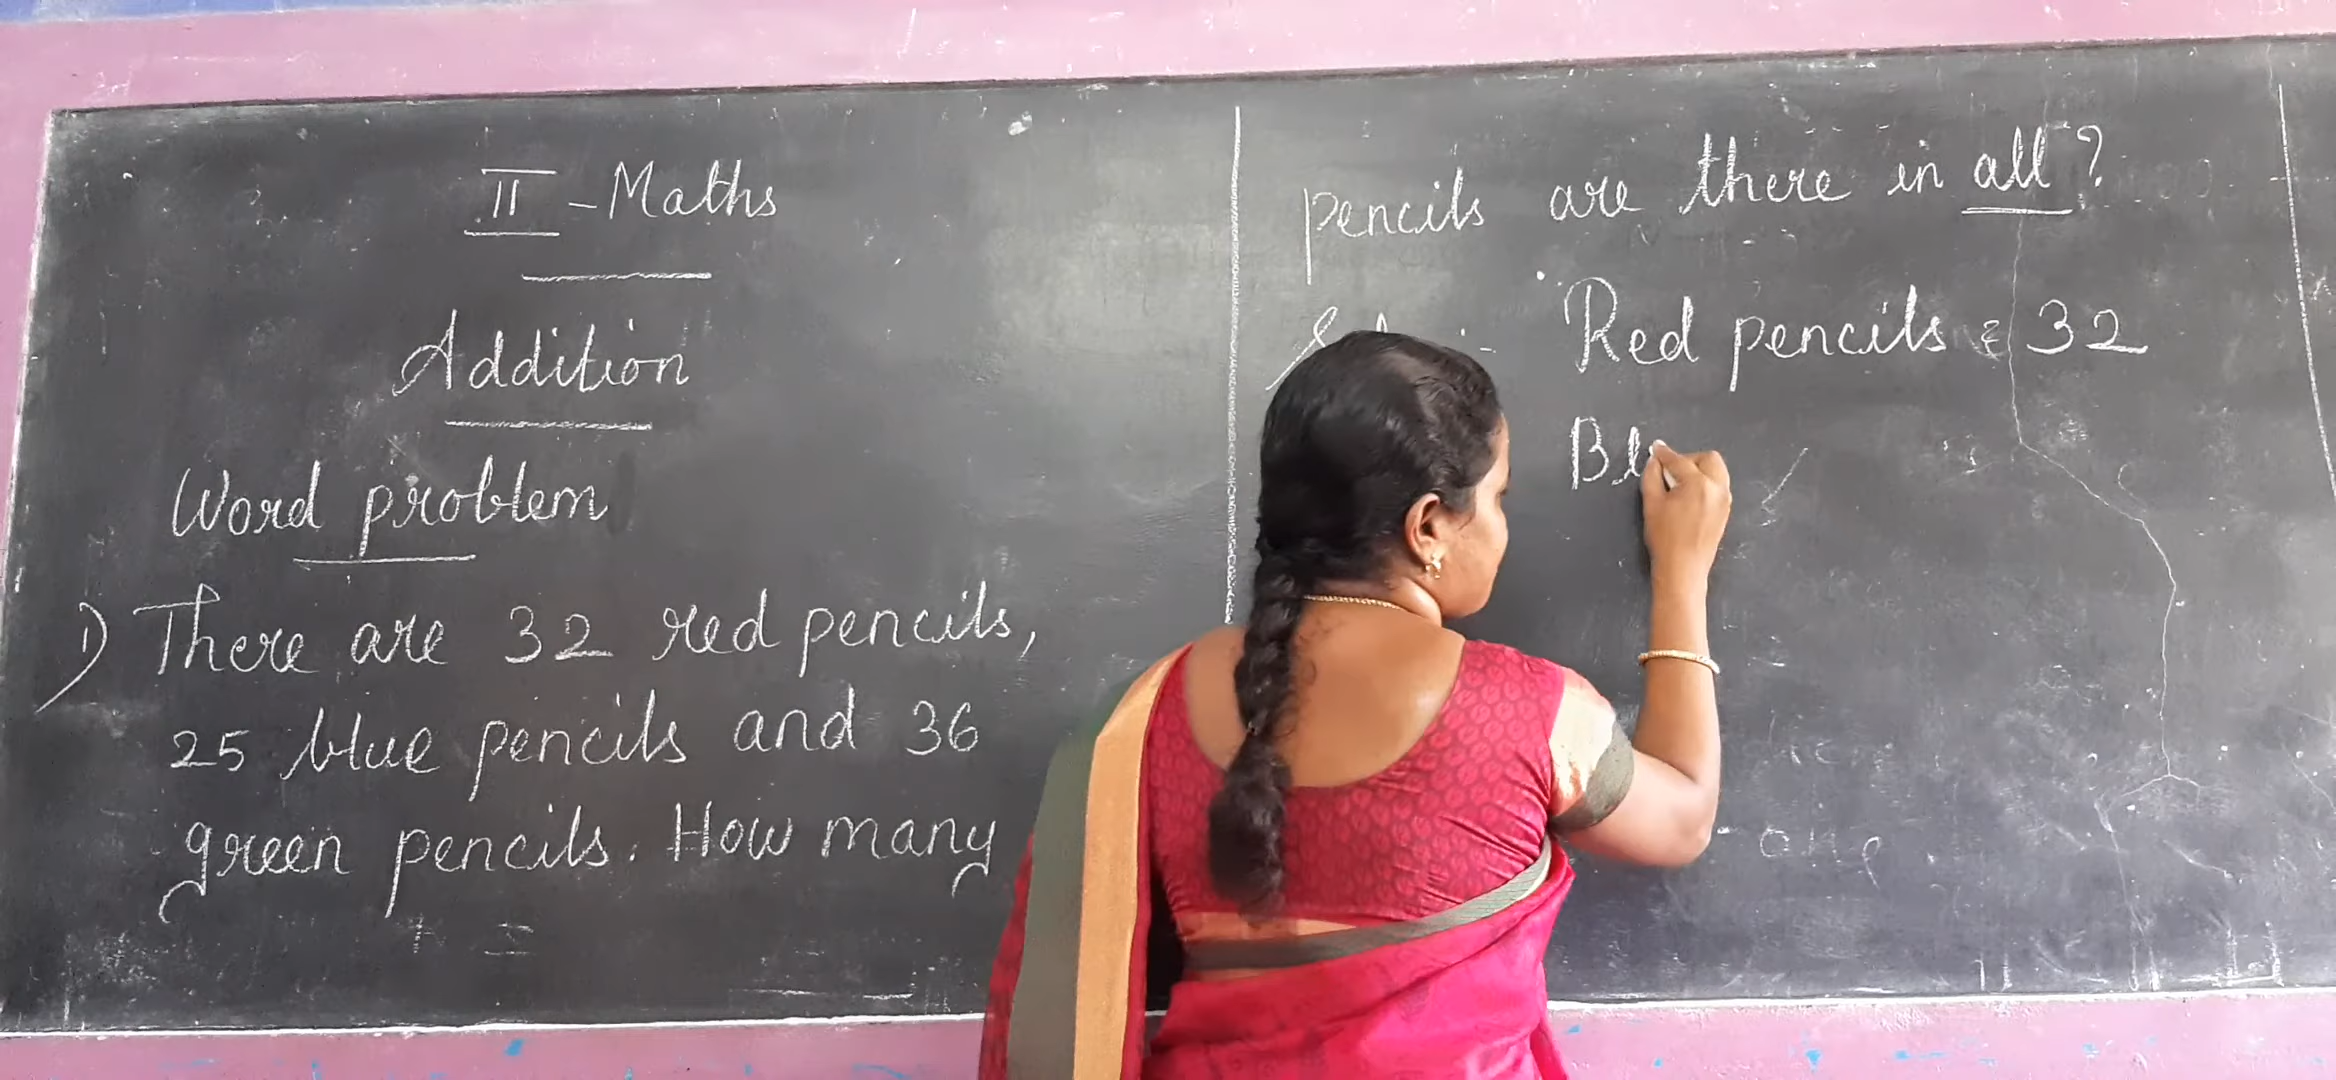 II - Maths
Addition
Word problem
1) There are 32 red pencils,
25 blue pencils and 36
green pencils. How many
pencils are there in all?
Red pencils = 32